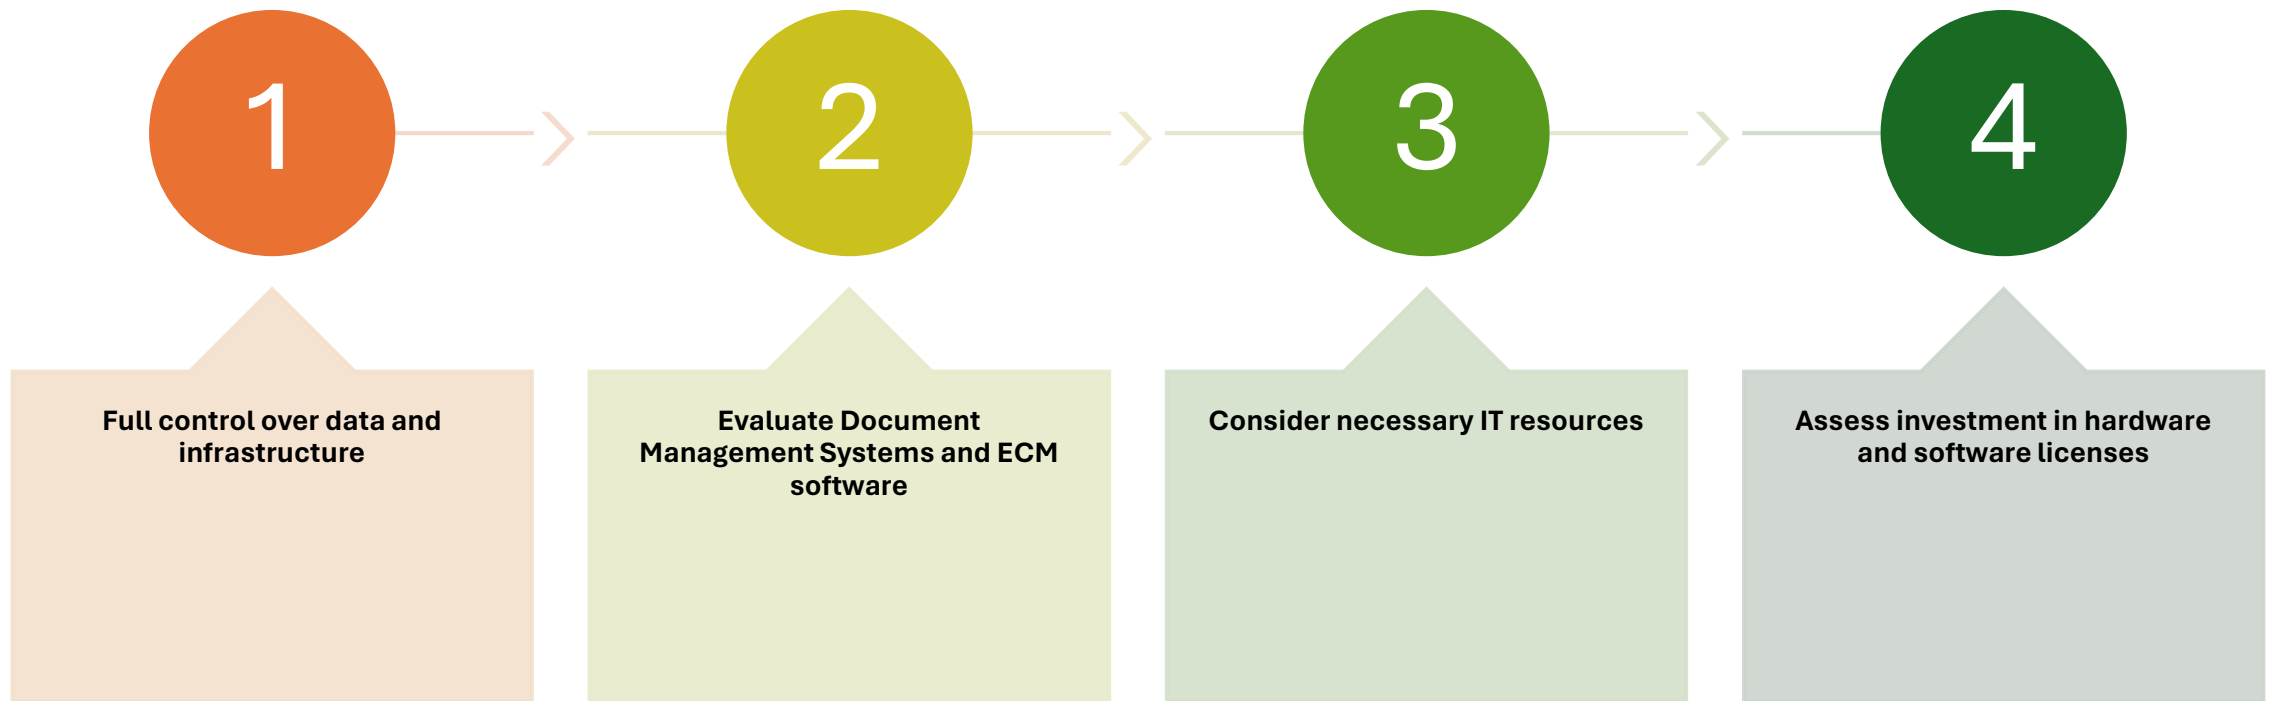 1
2
3
4
Full control over data and
infrastructure
Evaluate Document
Management Systems and ECM
software
Consider necessary IT resources
Assess investment in hardware
and software licenses